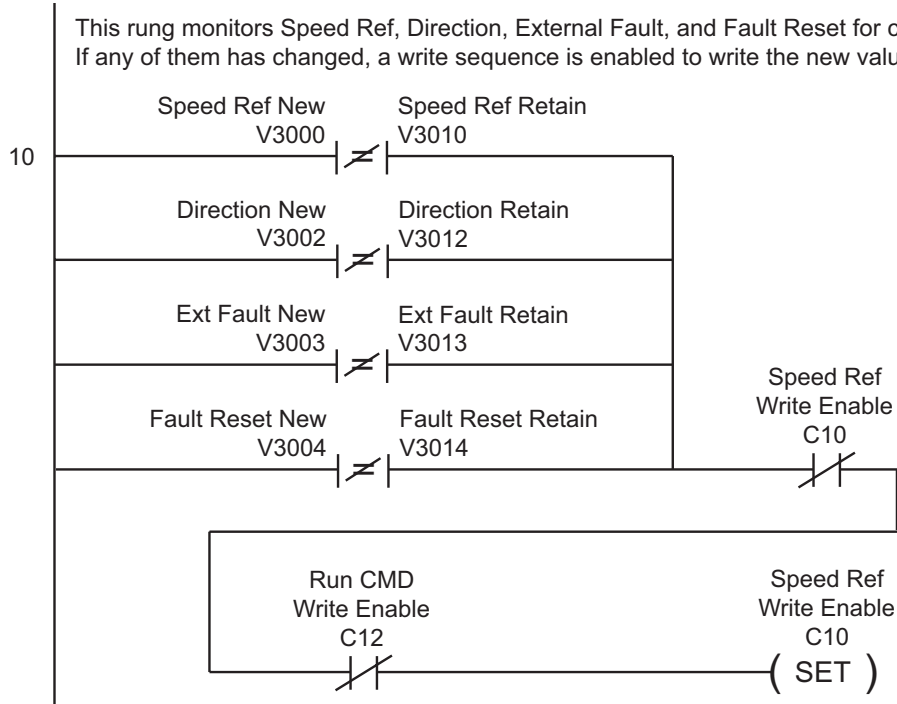 This rung monitors Speed Ref, Direction, External Fault, and Fault Reset for
If any of them has changed, a write sequence is enabled to write the new
Speed Ref New Speed Ref Retain
V3000 V3010
10
Direction New Direction Retain
V3002 V3012
Ext Fault New Ext Fault Retain
V3003 V3013
Speed Ref
Write Enable
C10
Fault Reset New Fault Reset Retain
V3004 V3014
Run CMD
Write Enable
C12
Speed Ref
Write Enable
C10
( SET )